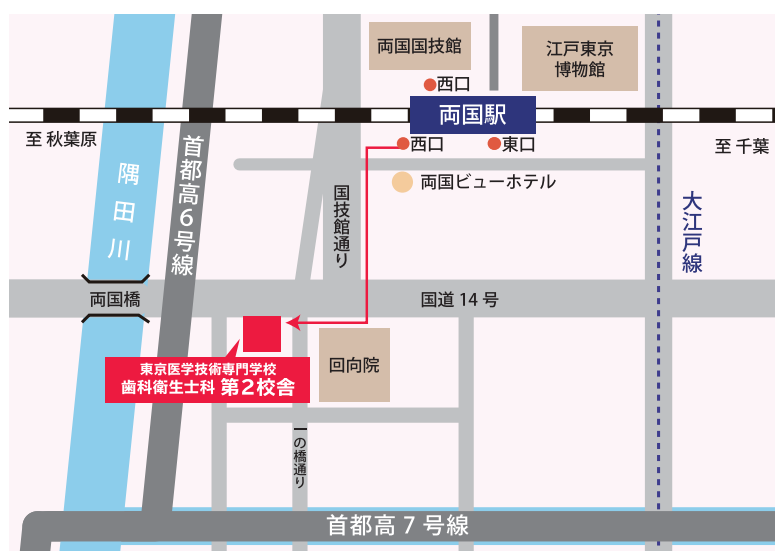 両国国技館
江戸東京
博物館
西口
両国駅
至 秋葉原
西口
東口
至 千葉
首都高6号線
隅田川
両国ビューホテル
国技館通り
大江戸線
両国橋
国道 14 号
回向院
東京医学技術専門学校
歯科衛生士科 第2校舎
一の橋通り
首都高 7 号線